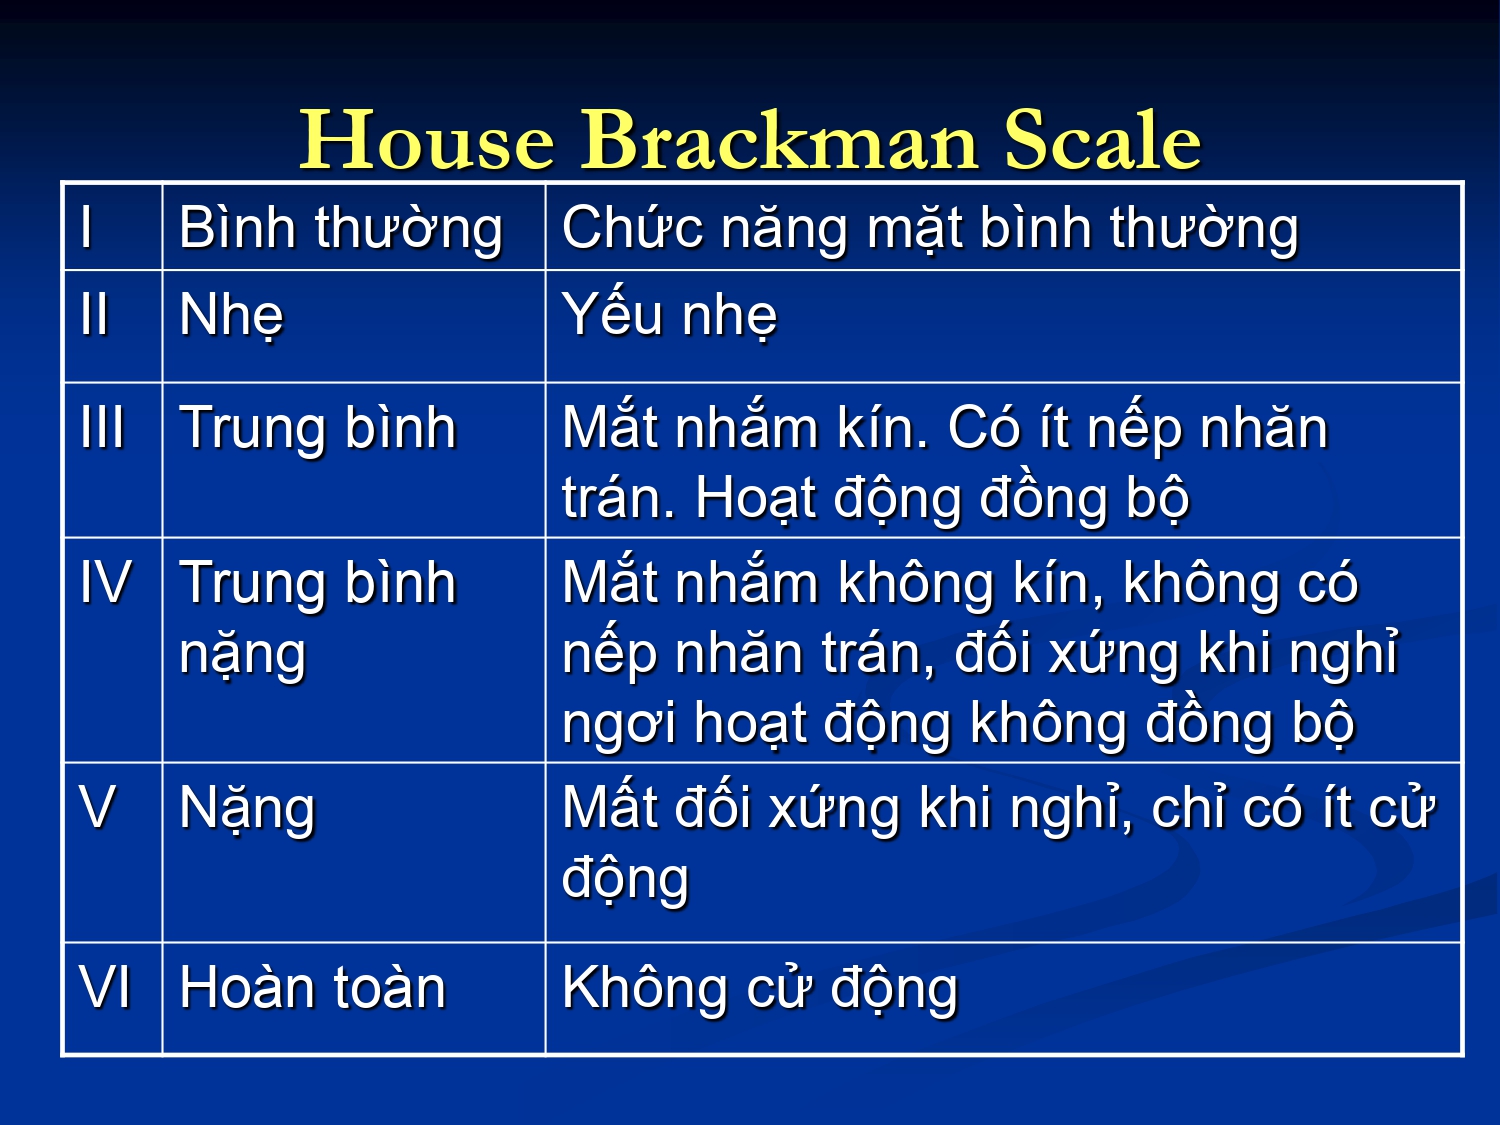 House Brackman Scale
I Bình thường Chức năng mặt bình thường
II Nhẹ Yếu nhẹ
III Trung bình Mắt nhắm kín. Có ít nếp nhăn
trán. Hoạt động đồng bộ
IV Trung bình Mắt nhắm không kín, không có
nặng nếp nhăn trán, đối xứng khi nghỉ
ngơi hoạt động không đồng bộ
V Nặng Mất đối xứng khi nghỉ, chỉ có ít cử
động
VI Hoàn toàn Không cử động